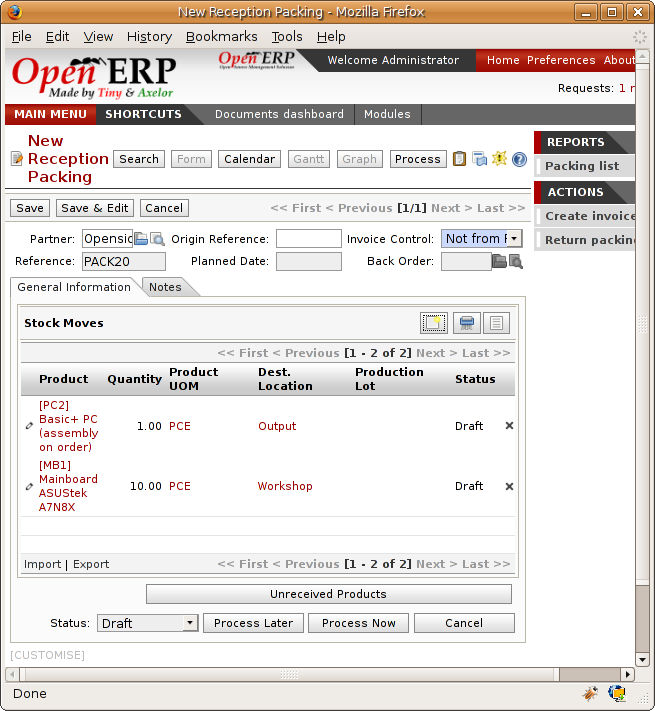 New Reception Packing - Mozilla Firefox
File Edit View History Bookmarks Tools Help
Open ERP
Made by Tiny & Axelor
Open ERP
Welcome Administrator
Home Preferences About
Requests: 1 r
MAIN MENU SHORTCUTS Documents dashboard Modules
New
Reception
Packing
Search Form Calendar Gantt Graph Process
REPORTS
Packing list
ACTIONS
Create invoice
Return packin
Save Save & Edit Cancel << First < Previous [1/1] Next > Last >>
Partner: Opensid Origin Reference: Invoice Control: Not from P
Reference: PACK20 Planned Date: Back Order:
General Information Notes
Stock Moves
<< First < Previous [1 - 2 of 2] Next > Last >>
Product Quantity Product UOM Dest. Location Production Lot Status
[PC2]
Basic+ PC
(assembly
on order) 1.00 PCE Output Draft
[MB1]
Mainboard
ASUStek
A7N8X 10.00 PCE Workshop Draft
Import | Export << First < Previous [1 - 2 of 2] Next > Last >>
Unreceived Products
Status: Draft Process Later Process Now Cancel
[CUSTOMISE]
Done